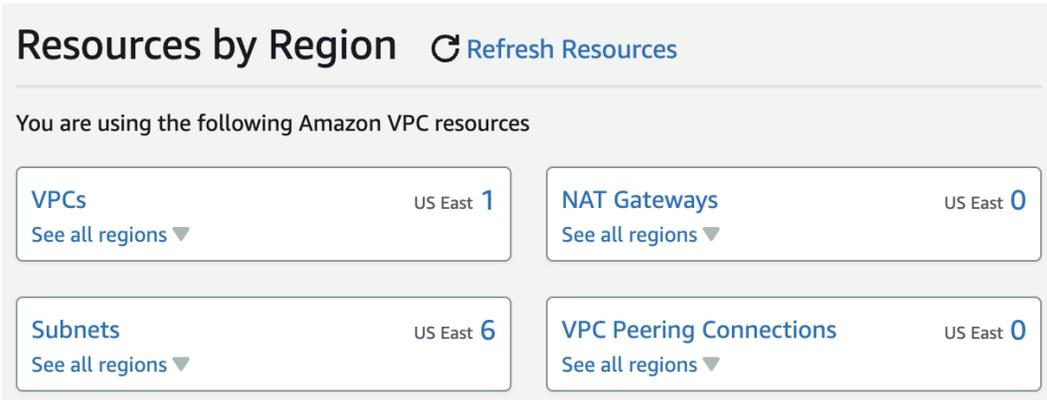 Resources by Region Refresh Resources
You are using the following Amazon VPC resources
VPCs US East 1
See all regions
NAT Gateways US East 0
See all regions
Subnets US East 6
See all regions
VPC Peering Connections US East 0
See all regions